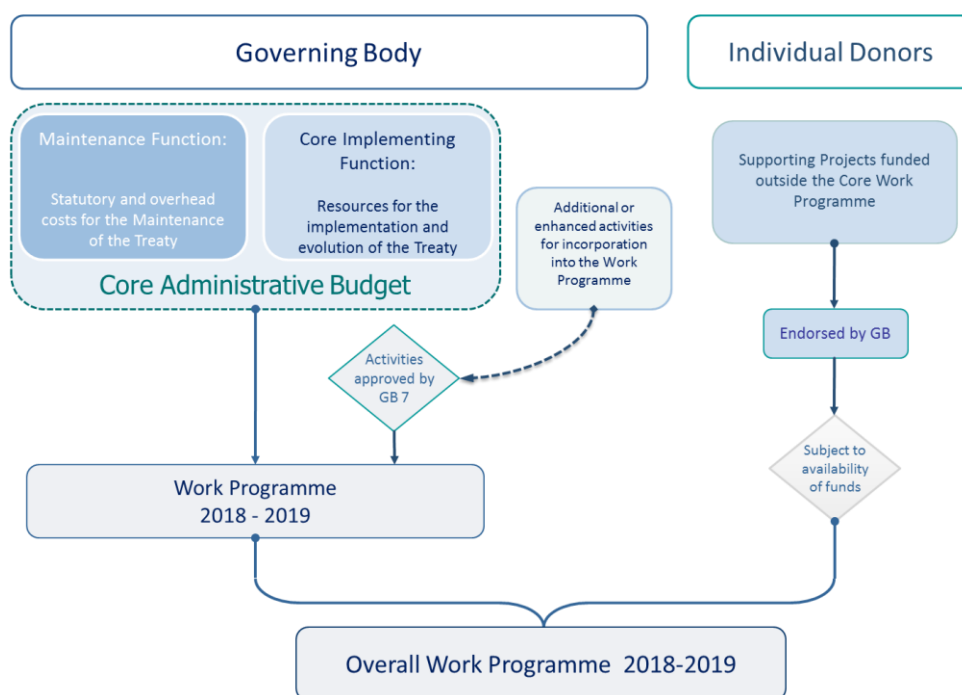 Governing Body
Individual Donors
Maintenance Function:
Statutory and overhead
costs for the Maintenance
of the Treaty
Core Implementing
Function:
Resources for the
implementation and
evolution of the Treaty
Core Administrative Budget
Additional or
enhanced activities
for incorporation
into the Work
Programme
Supporting Projects funded
outside the Core Work
Programme
Endorsed by GB
Activities
approved by
GB 7
Subject to
availability
of funds
Work Programme
2018 - 2019
Overall Work Programme 2018-2019